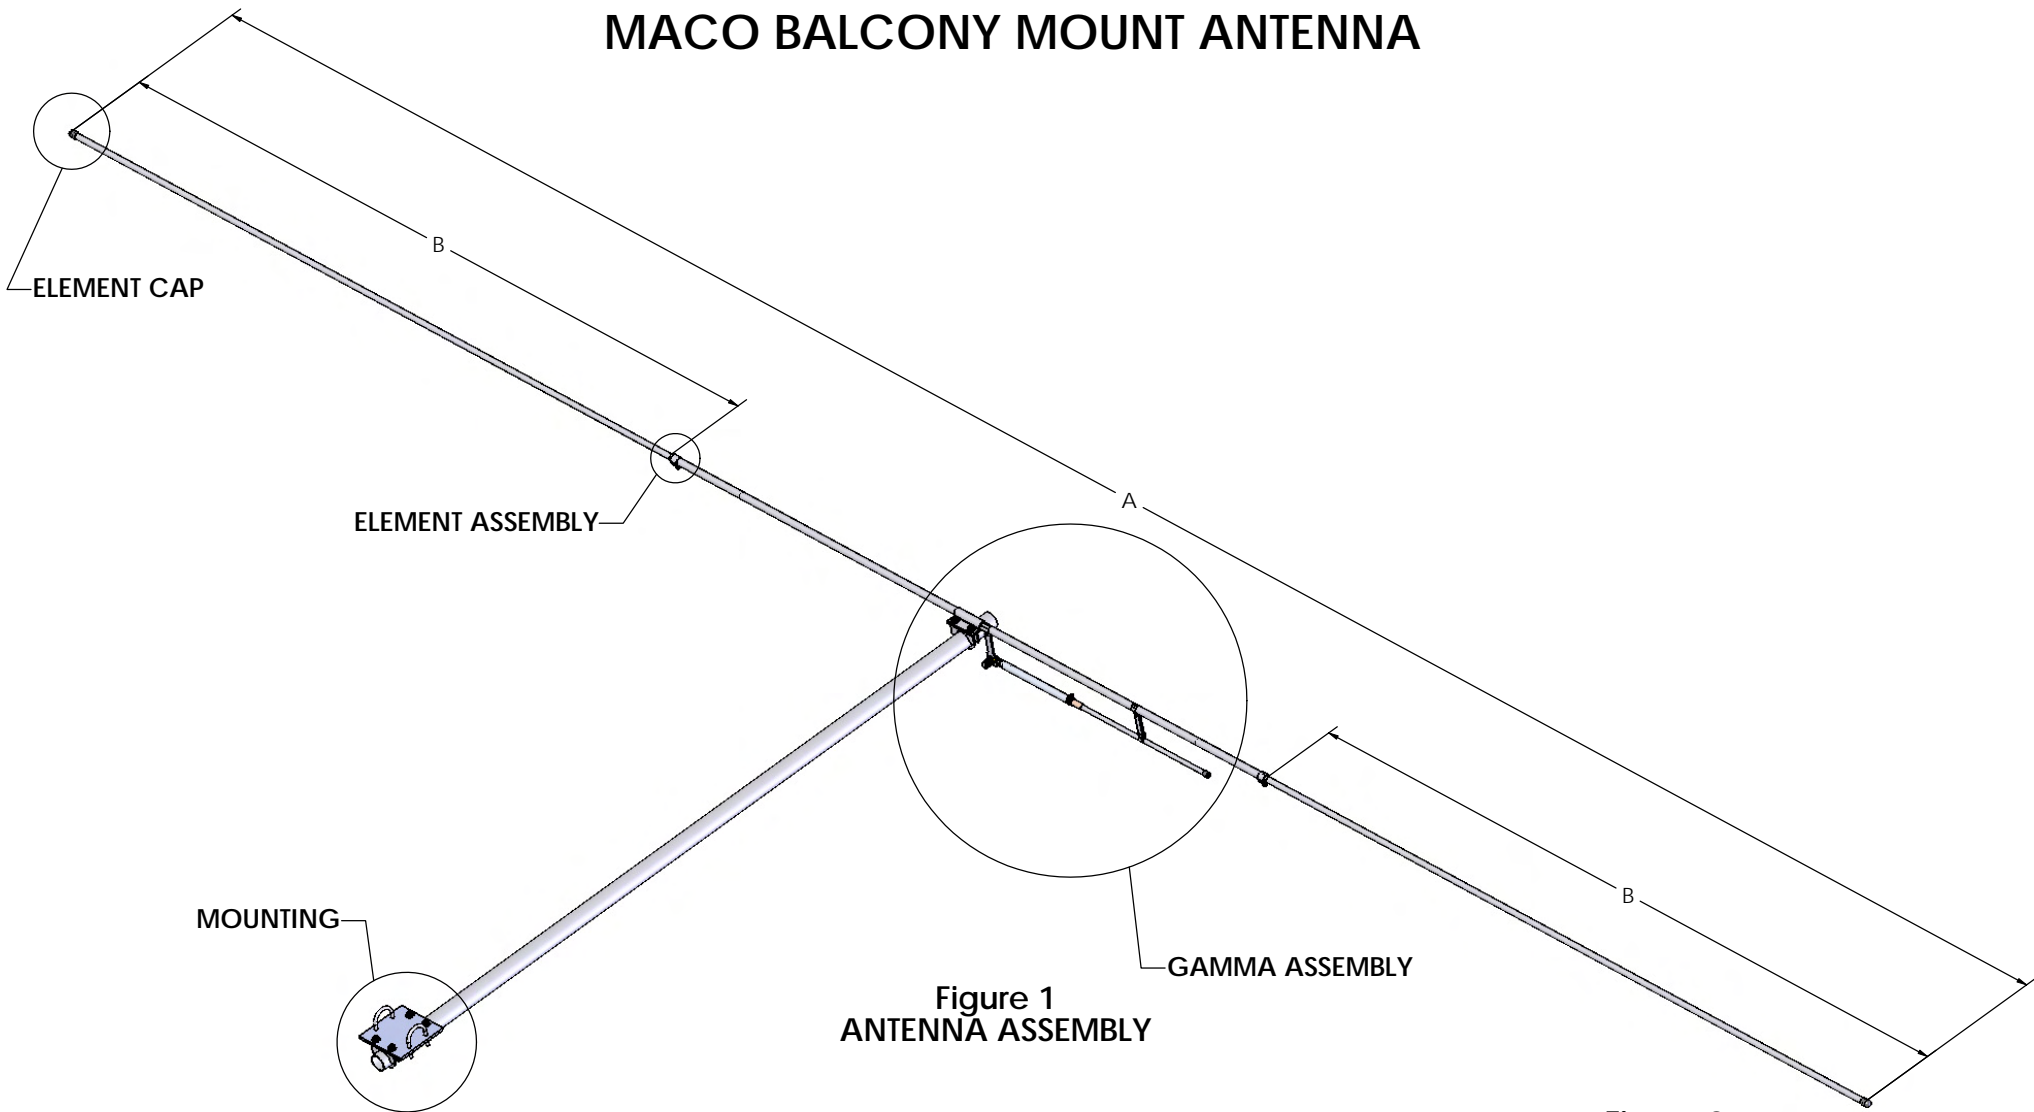 MACO BALCONY MOUNT ANTENNA
B
ELEMENT CAP
A
ELEMENT ASSEMBLY
B
MOUNTING
GAMMA ASSEMBLY
Figure 1
ANTENNA ASSEMBLY